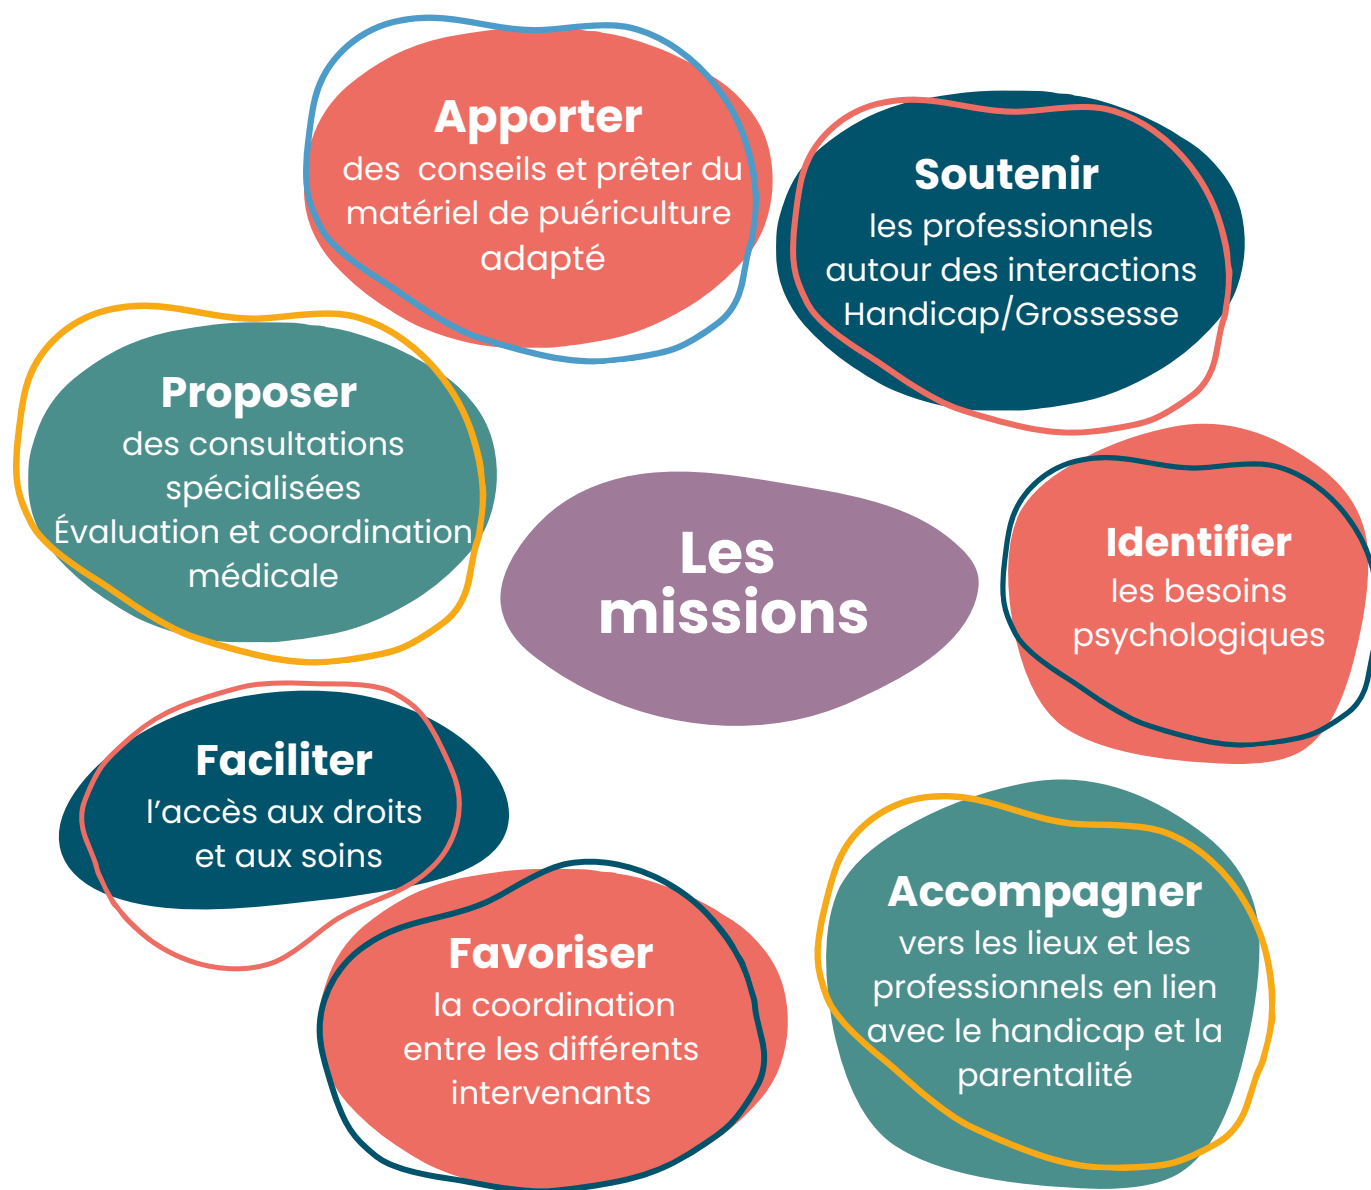 Apporter
des conseils et prêter du
matériel de puériculture
adapté
Soutenir
les professionnels
autour des interactions
Handicap/Grossesse
Proposer
des consultations
spécialisées
Évaluation et coordination
médicale
Les
missions
Identifier
les besoins
psychologiques
Faciliter
l'accès aux droits
et aux soins
Favoriser
la coordination
entre les différents
intervenants
Accompagner
vers les lieux et les
professionnels en lien
avec le handicap et la
parentalité